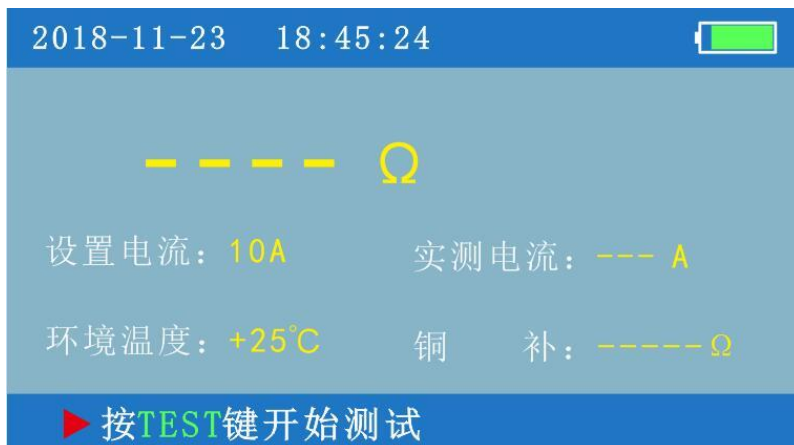 2018-11-23 18:45:24
---- Ω
设置电流：10A 实测电流：--- A
环境温度：+25℃ 铜 补：-----Ω
按TEST键开始测试